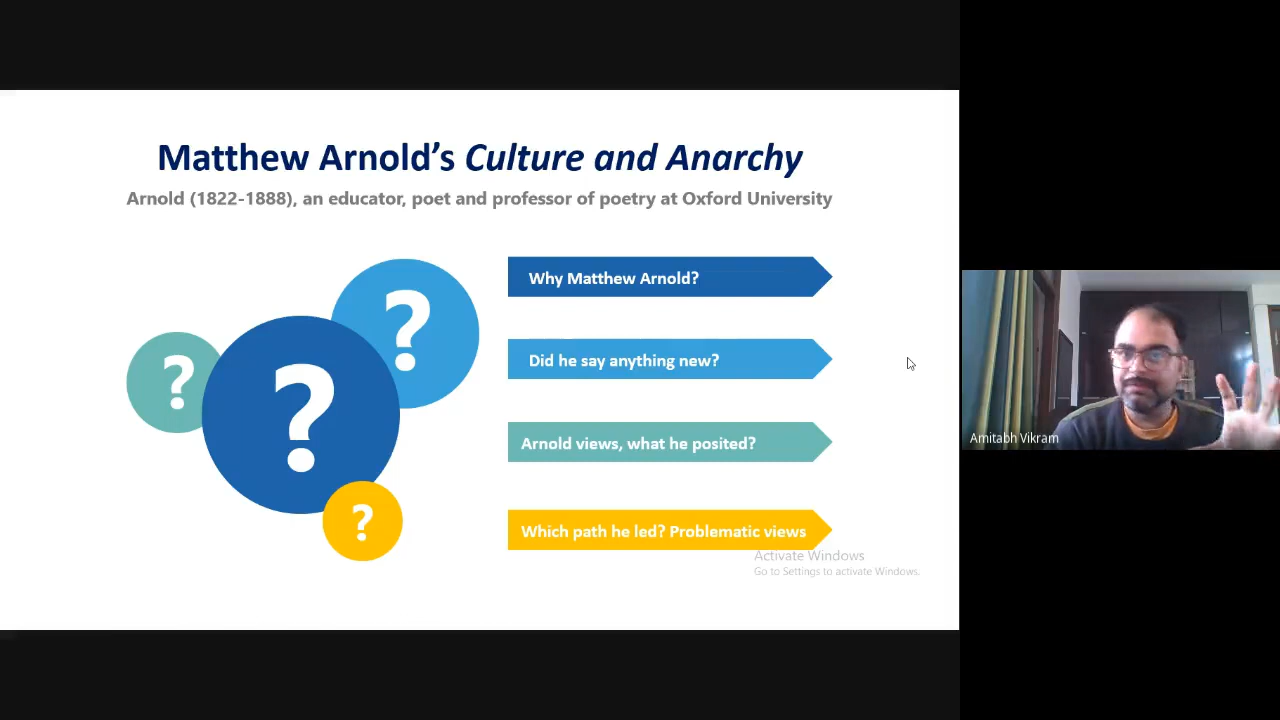 Matthew Arnold’s Culture and Anarchy
Arnold (1822-1888), an educator, poet and professor of poetry at Oxford University
?
?
?
?
Why Matthew Arnold?
Did he say anything new?
Arnold views, what he posited?
Which path he led? Problematic views
Activate Windows
Go to Settings to activate Windows.
Amitabh Vikram